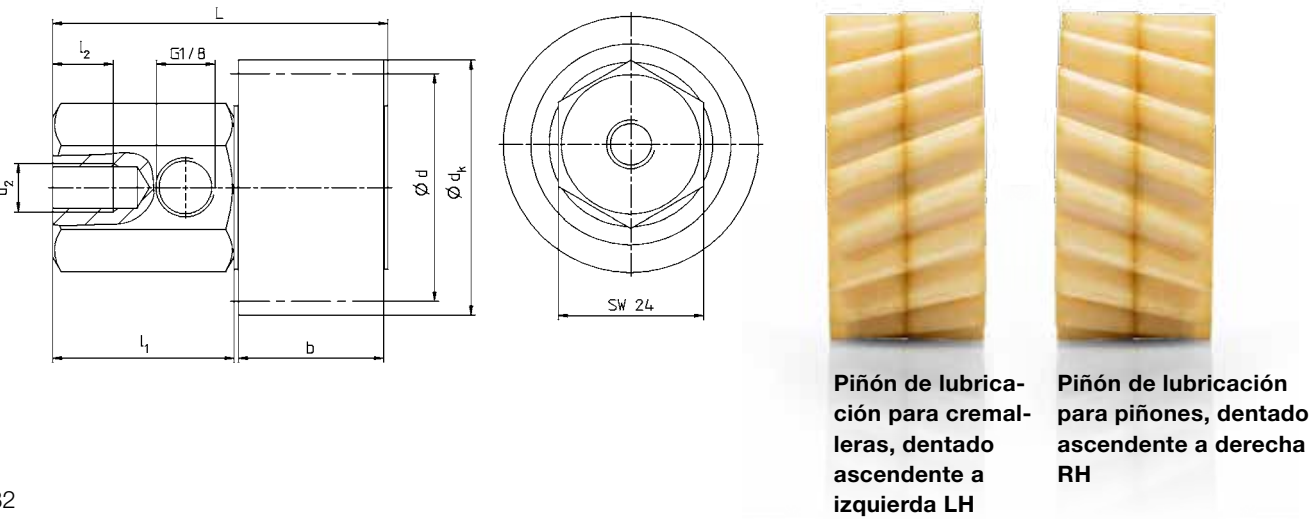 L
l₂
G1/8
d₂
Ø d
Ø dₖ
l₁
b
SW 24
Piñón de lubrica-
ción para cremal-
leras, dentado
ascendente a
izquierda LH
Piñón de lubricación
para piñones, dentado
ascendente a derecha
RH